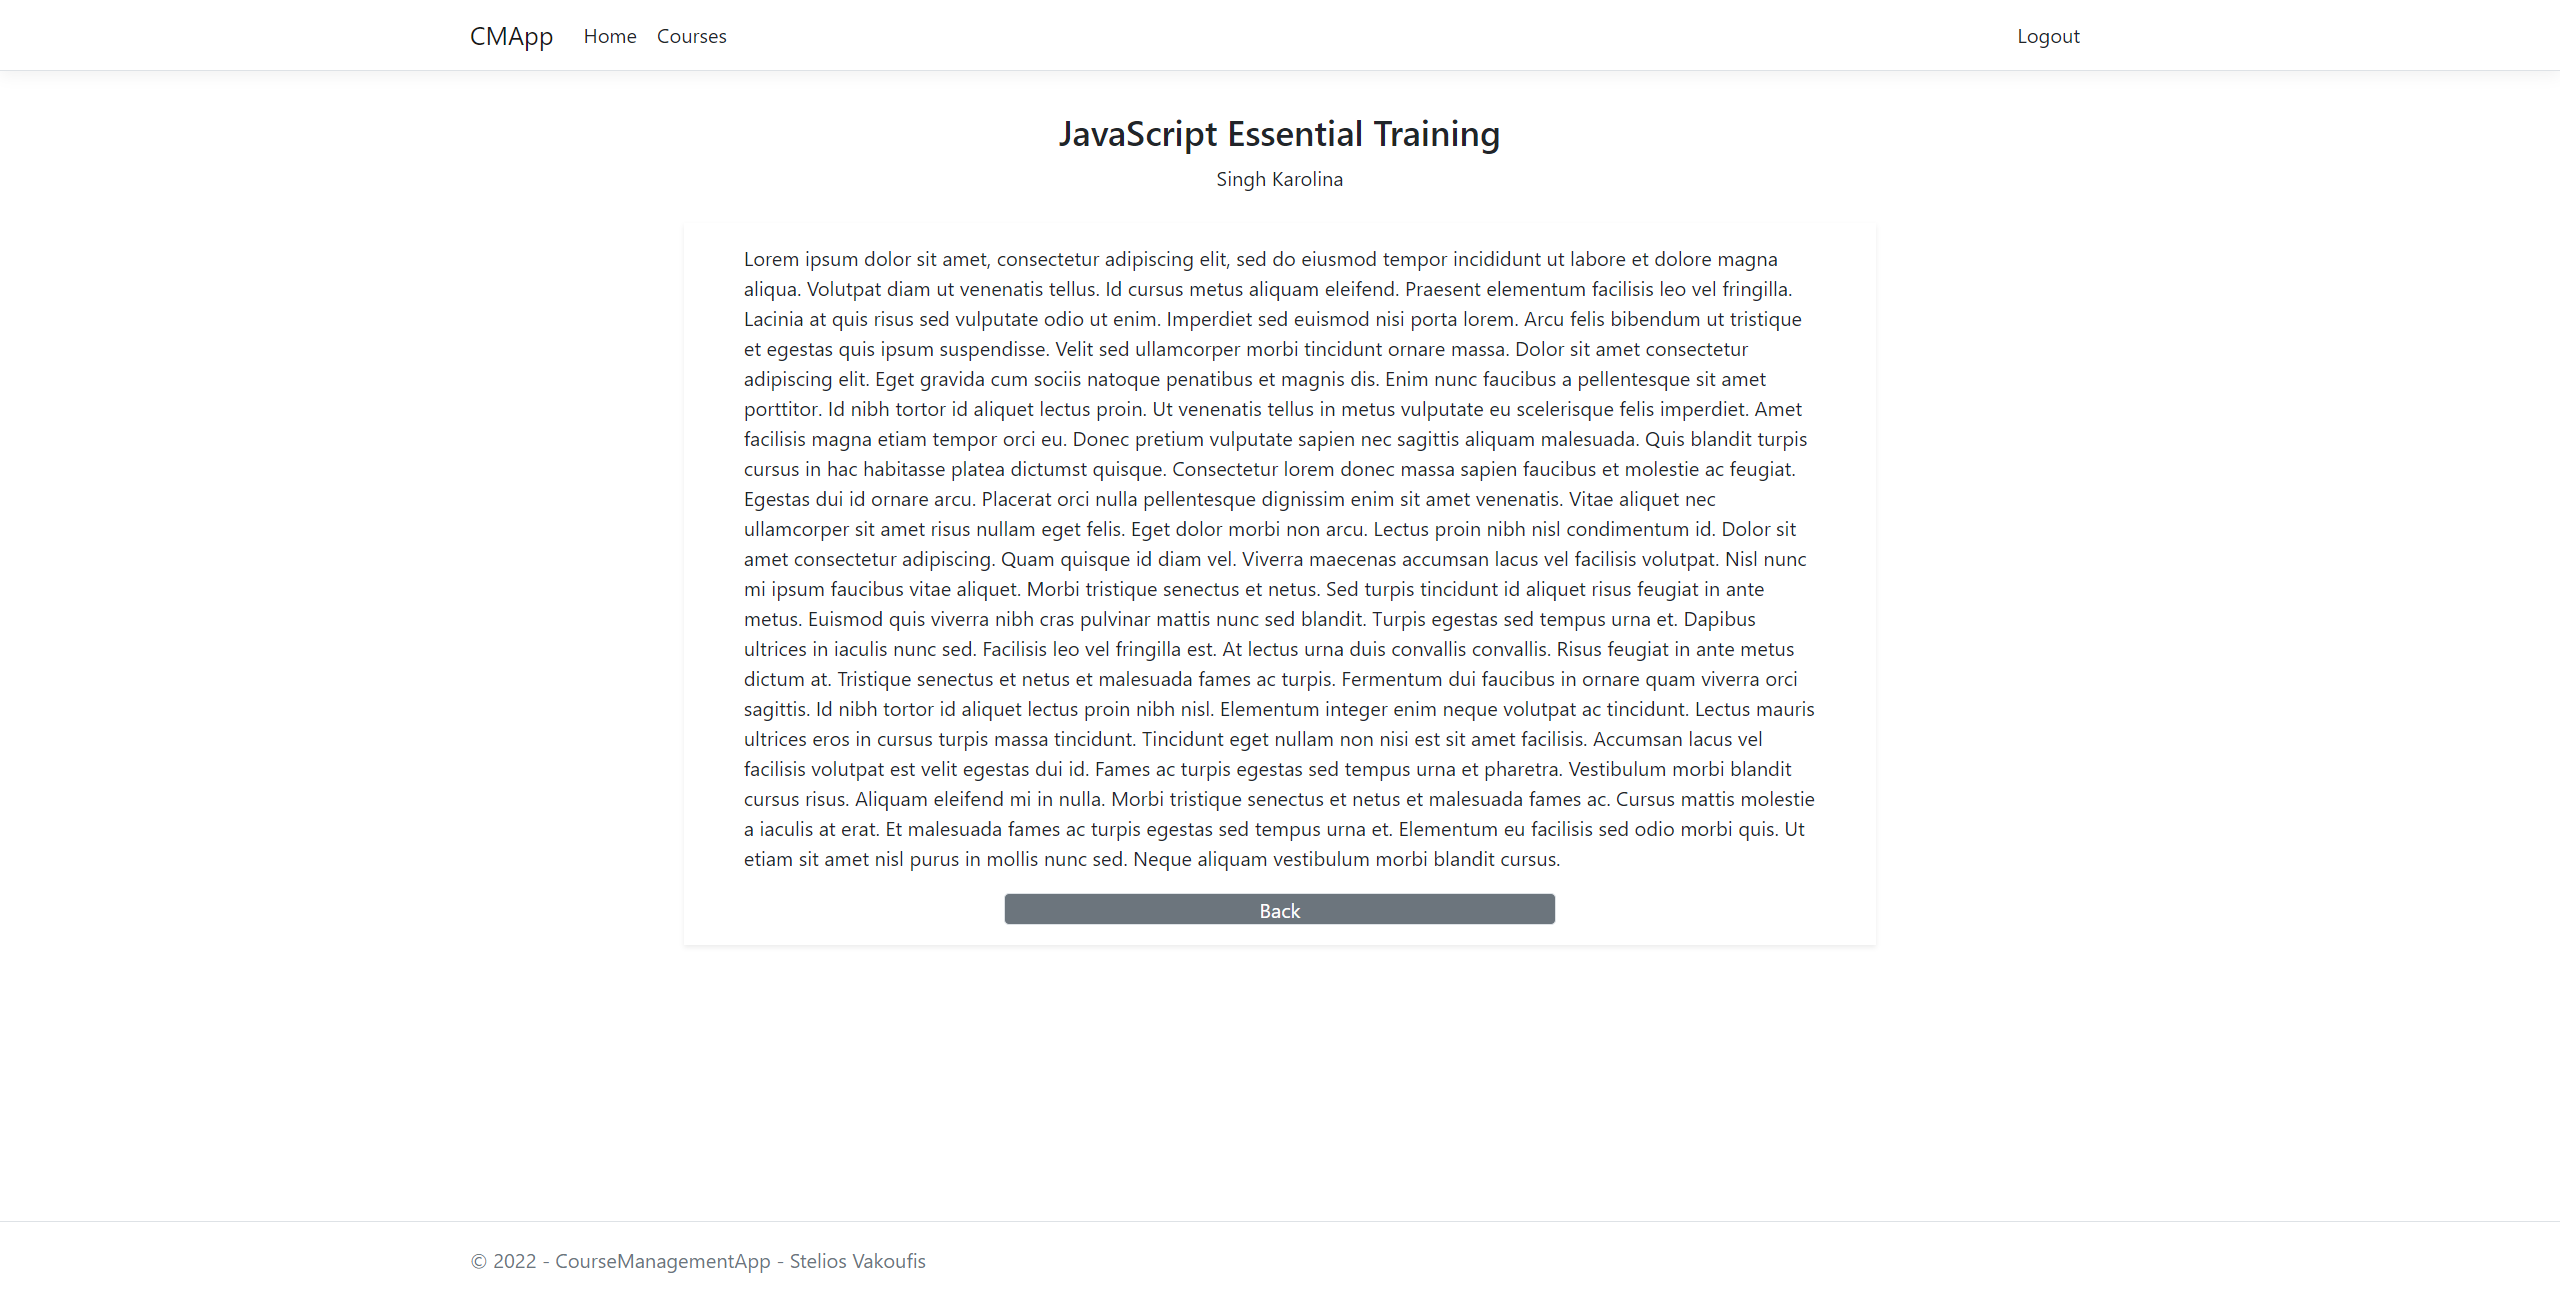 CMApp Home Courses Logout
JavaScript Essential Training
Singh Karolina
Lorem ipsum dolor sit amet, consectetur adipiscing elit, sed do eiusmod tempor incididunt ut labore et dolore magna
aliqua. Volutpat diam ut venenatis tellus. Id cursus metus aliquam eleifend. Praesent elementum facilisis leo vel fringilla.
Lacinia at quis risus sed vulputate odio ut enim. Imperdiet sed euismod nisi porta lorem. Arcu felis bibendum ut tristique
et egestas quis ipsum suspendisse. Velit sed ullamcorper morbi tincidunt ornare massa. Dolor sit amet consectetur
adipiscing elit. Eget gravida cum sociis natoque penatibus et magnis dis. Enim nunc faucibus a pellentesque sit amet
porttitor. Id nibh tortor id aliquet lectus proin. Ut venenatis tellus in metus vulputate eu scelerisque felis imperdiet. Amet
facilisis magna etiam tempor orci eu. Donec pretium vulputate sapien nec sagittis aliquam malesuada. Quis blandit turpis
cursus in hac habitasse platea dictumst quisque. Consectetur lorem donec massa sapien faucibus et molestie ac feugiat.
Egestas dui id ornare arcu. Placerat orci nulla pellentesque dignissim enim sit amet venenatis. Vitae aliquet nec
ullamcorper sit amet risus nullam eget felis. Eget dolor morbi non arcu. Lectus proin nibh nisl condimentum id. Dolor sit
amet consectetur adipiscing. Quam quisque id diam vel. Viverra maecenas accumsan lacus vel facilisis volutpat. Nisl nunc
mi ipsum faucibus vitae aliquet. Morbi tristique senectus et netus. Sed turpis tincidunt id aliquet risus feugiat in ante
metus. Euismod quis viverra nibh cras pulvinar mattis nunc sed blandit. Turpis egestas sed tempus urna et. Dapibus
ultrices in iaculis nunc sed. Facilisis leo vel fringilla est. At lectus urna duis convallis convallis. Risus feugiat in ante metus
dictum at. Tristique senectus et netus et malesuada fames ac turpis. Fermentum dui faucibus in ornare quam viverra orci
sagittis. Id nibh tortor id aliquet lectus proin nibh nisl. Elementum integer enim neque volutpat ac tincidunt. Lectus mauris
ultrices eros in cursus turpis massa tincidunt. Tincidunt eget nullam non nisi est sit amet facilisis. Accumsan lacus vel
facilisis volutpat est velit egestas dui id. Fames ac turpis egestas sed tempus urna et pharetra. Vestibulum morbi blandit
cursus risus. Aliquam eleifend mi in nulla. Morbi tristique senectus et netus et malesuada fames ac. Cursus mattis molestie
a iaculis at erat. Et malesuada fames ac turpis egestas sed tempus urna et. Elementum eu facilisis sed odio morbi quis. Ut
etiam sit amet nisl purus in mollis nunc sed. Neque aliquam vestibulum morbi blandit cursus.
Back
© 2022 - CourseManagementApp - Stelios Vakoufis